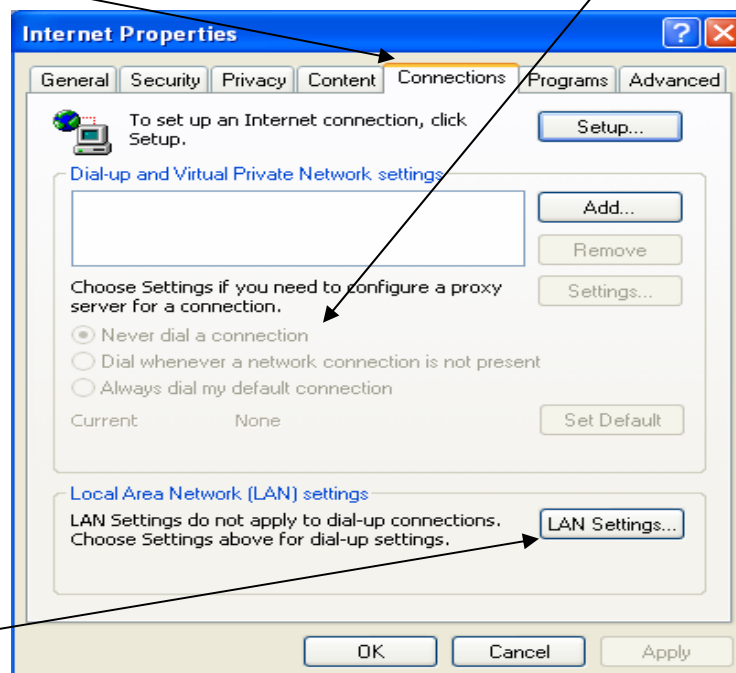 Internet Properties
General Security Privacy Content Connections Programs Advanced
To set up an Internet connection, click
Setup.
Setup...
Dial-up and Virtual Private Network settings
Add...
Remove
Choose Settings if you need to configure a proxy
server for a connection.
Settings...
Never dial a connection
Dial whenever a network connection is not present
Always dial my default connection
Current None Set Default
Local Area Network (LAN) settings
LAN Settings do not apply to dial-up connections.
Choose Settings above for dial-up settings.
LAN Settings...
OK Cancel Apply